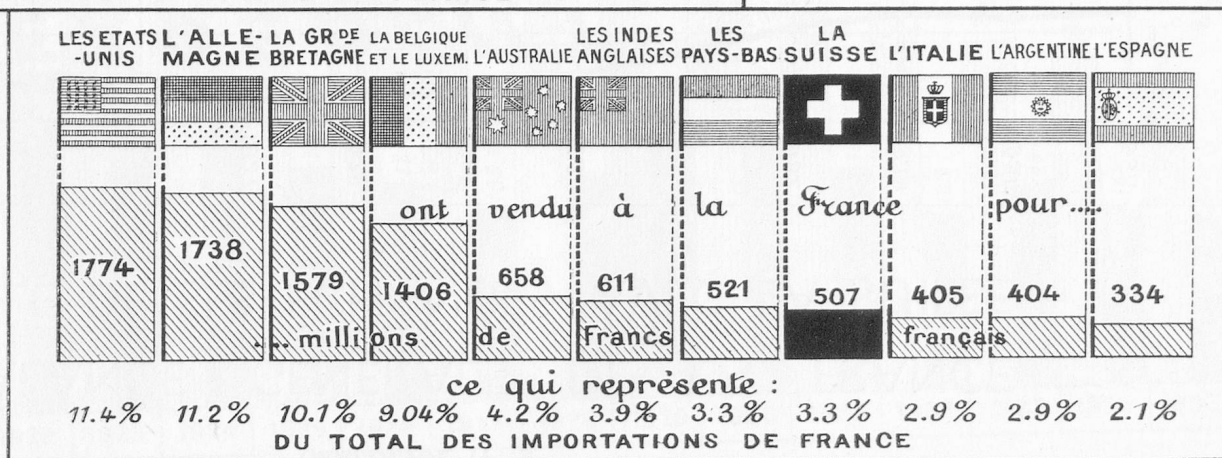 LES ETATS-UNIS
L'ALLE-MAGNE
LA GRDE BRETAGNE
LA BELGIQUE ET LE LUXEM.
L'AUSTRALIE
LES INDES ANGLAISES
LES PAYS-BAS
LA SUISSE
L'ITALIE
L'ARGENTINE
L'ESPAGNE
ont vendu à la France pour....
1774 1738 1579 1406 658 611 521 507 405 404 334
.... millions de Francs français
ce qui représente :
11.4% 11.2% 10.1% 9.04% 4.2% 3.9% 3.3% 3.3% 2.9% 2.9% 2.1%
DU TOTAL DES IMPORTATIONS DE FRANCE